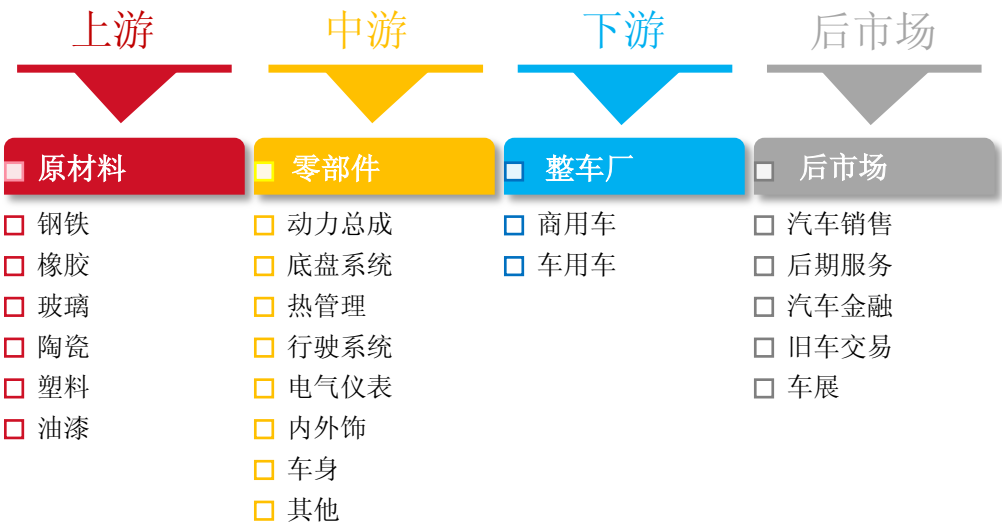 上游
中游
下游
后市场
原材料
钢铁
橡胶
玻璃
陶瓷
塑料
油漆
零部件
动力总成
底盘系统
热管理
行驶系统
电气仪表
内外饰
车身
其他
整车厂
商用车
车用车
后市场
汽车销售
后期服务
汽车金融
旧车交易
车展